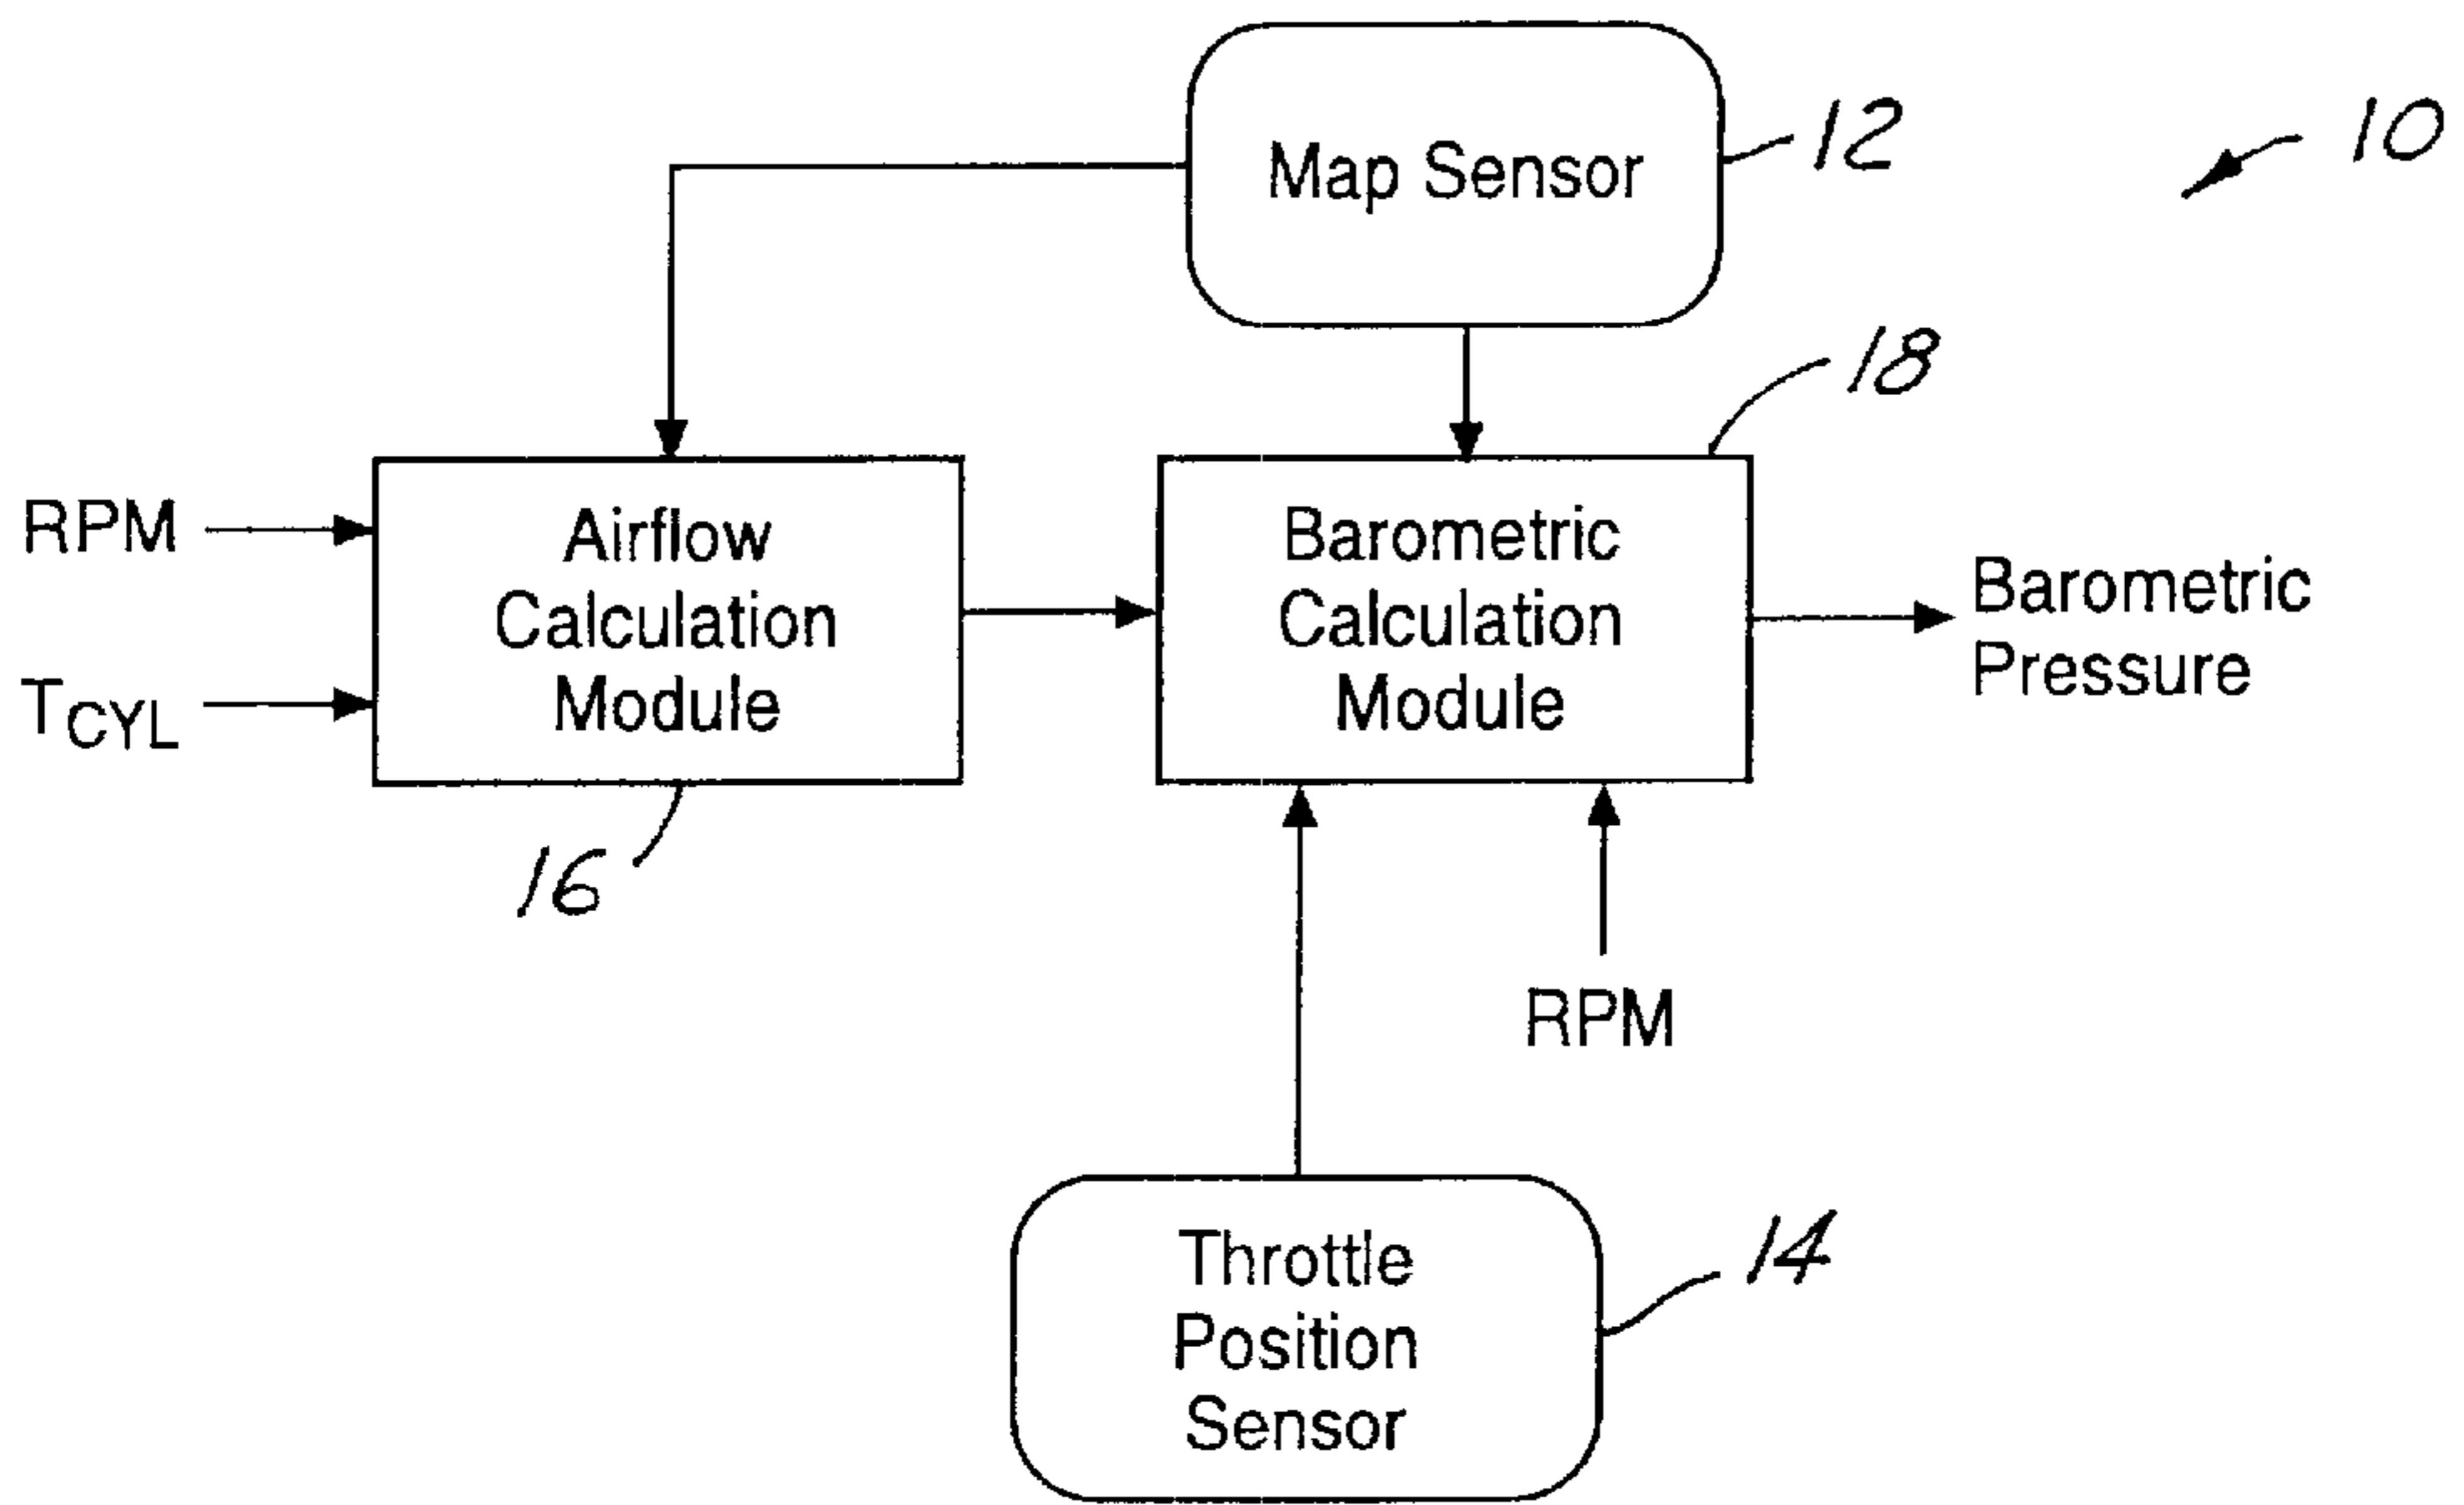 Map Sensor
12
10
18
RPM
T CYL
Airflow
Calculation
Module
16
Barometric
Calculation
Module
Barometric
Pressure
RPM
Throttle
Position
Sensor
14